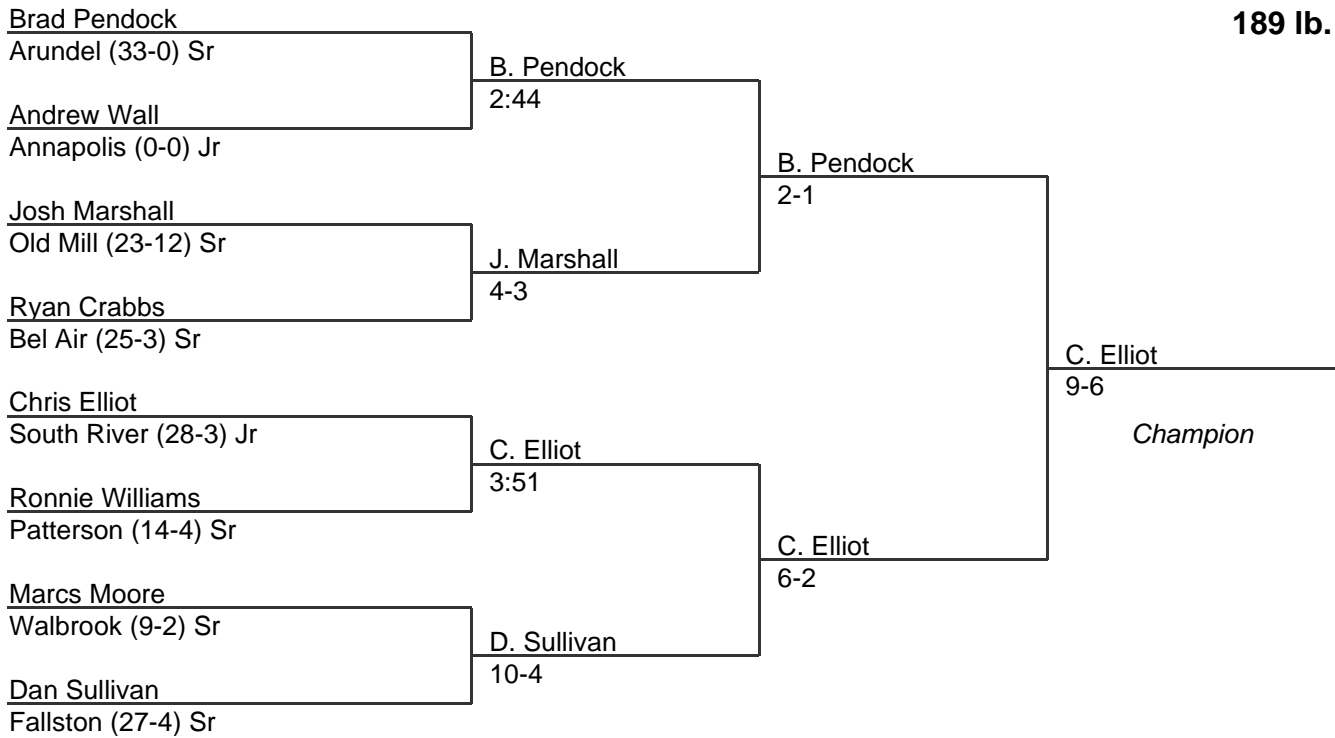 189 lb.
Brad Pendock
Arundel (33-0) Sr
Andrew Wall
Annapolis (0-0) Jr
Josh Marshall
Old Mill (23-12) Sr
Ryan Crabbs
Bel Air (25-3) Sr
Chris Elliot
South River (28-3) Jr
Ronnie Williams
Patterson (14-4) Sr
Marcs Moore
Walbrook (9-2) Sr
Dan Sullivan
Fallston (27-4) Sr
B. Pendock
2:44
J. Marshall
4-3
C. Elliot
3:51
D. Sullivan
10-4
B. Pendock
2-1
C. Elliot
6-2
C. Elliot
9-6
Champion